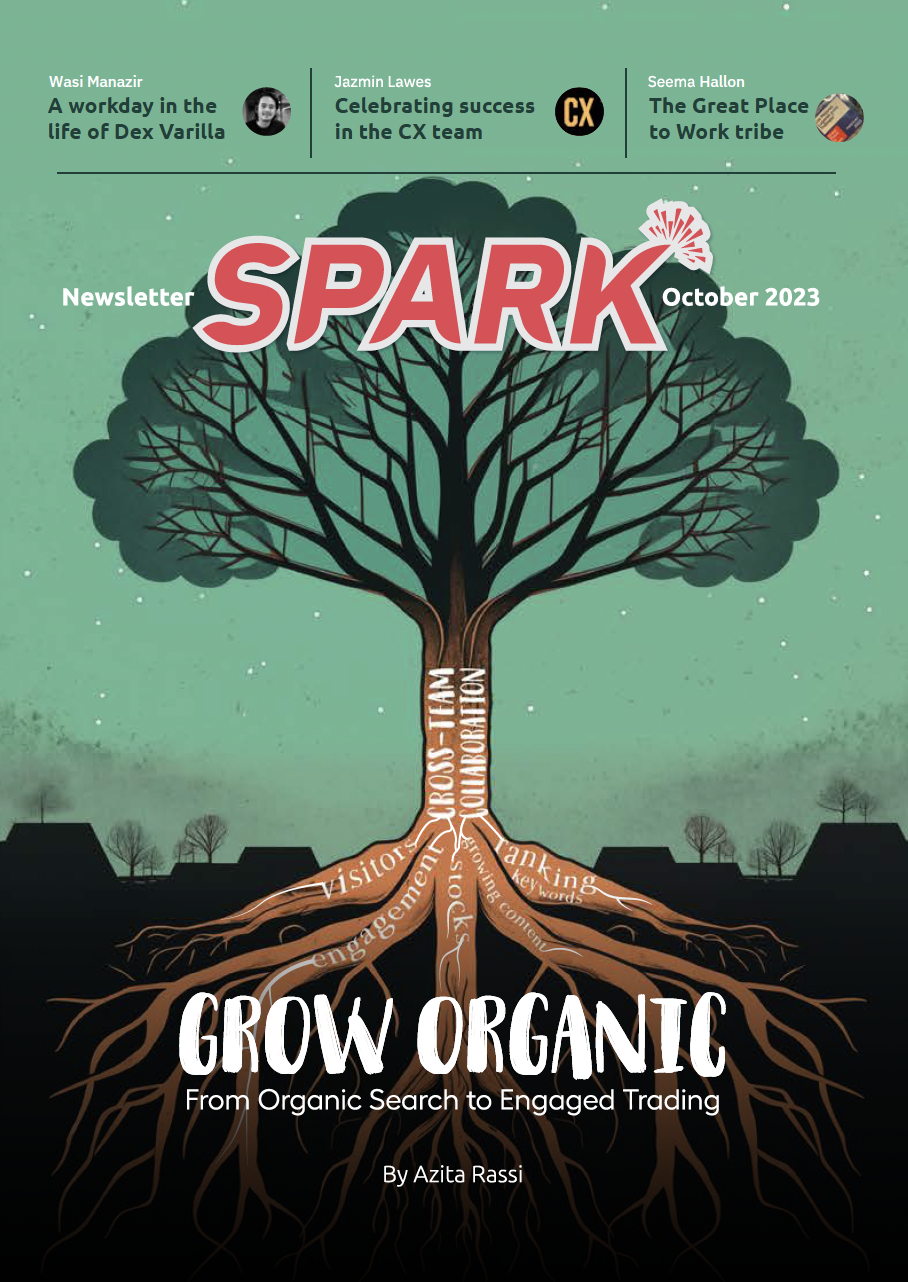 Wasi Manazir
A workday in the
life of Dex Varilla
Jazmin Lawes
Celebrating success
in the CX team
CX
Seema Hallon
The Great Place
to Work tribe
Newsletter
SPARK
October 2023
CROSS-TEAM
COLLABORATION
visitors
engagement
stocks
growing content
ranking
keywords
GROW ORGANIC
From Organic Search to Engaged Trading
By Azita Rassi